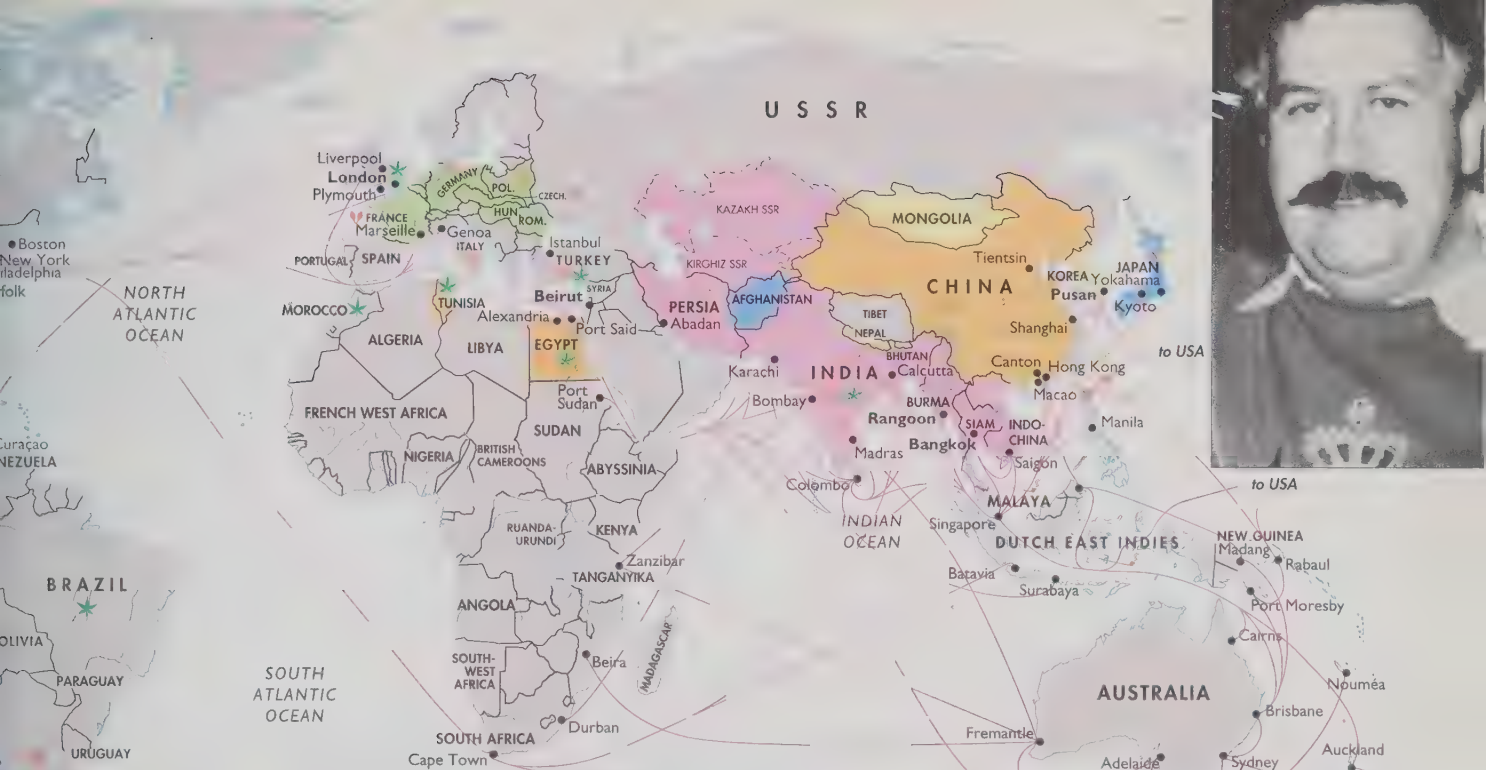 USSR
Liverpool
London
Plymouth
GERMANY
POL.
CZECH.
HUN.
ROM.
FRANCE
Marseille
Genoa
ITALY
PORTUGAL
SPAIN
Istanbul
TURKEY
SYRIA
Beirut
Alexandria
Port Said
MOROCCO
TUNISIA
ALGERIA
LIBYA
EGYPT
KAZAKH SSR
KIRGHIZ SSR
PERSIA
Abadan
AFGHANISTAN
MONGOLIA
CHINA
Tientsin
KOREA
Pusan
JAPAN
Yokahama
Kyoto
TIBET
NEPAL
BHUTAN
Shanghai
to USA
Boston
New York
iladelphia
folk
NORTH
ATLANTIC
OCEAN
Karachi
INDIA
Calcutta
Canton
Hong Kong
Macao
Bombay
BURMA
Rangoon
SIAM
Bangkok
INDO-
CHINA
Saigon
Manila
Madras
Colombo
Port
Sudan
FRENCH WEST AFRICA
SUDAN
NIGERIA
BRITISH
CAMEROONS
ABYSSINIA
Curaçao
NEZUELA
MALAYA
to USA
INDIAN
OCEAN
Singapore
DUTCH EAST INDIES
NEW GUINEA
Madang
Rabaul
RUANDA-
URUNDI
KENYA
Zanzibar
TANGANYIKA
Batavia
Surabaya
Port Moresby
BRAZIL
ANGOLA
OLIVIA
PARAGUAY
URUGUAY
SOUTH
ATLANTIC
OCEAN
SOUTH-
WEST
AFRICA
Beira
MADAGASCAR
Durban
SOUTH AFRICA
Cape Town
Cairns
AUSTRALIA
Nouméa
Brisbane
Fremantle
Adelaide
Sydney
Auckland